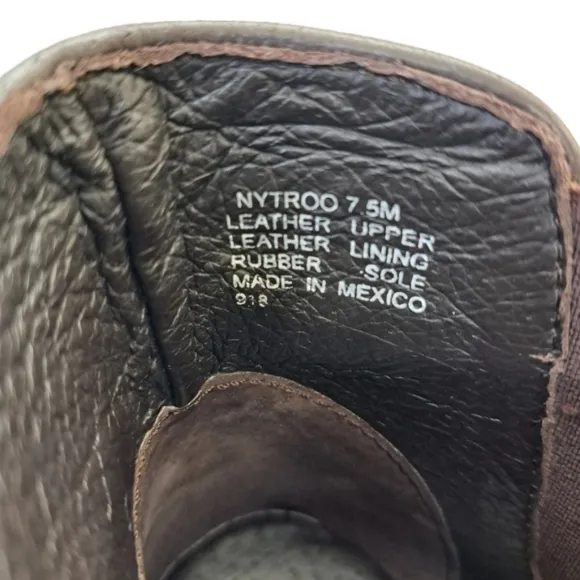 NYTROO 7.5M
LEATHER UPPER
LEATHER LINING
RUBBER SOLE
MADE IN MEXICO
918